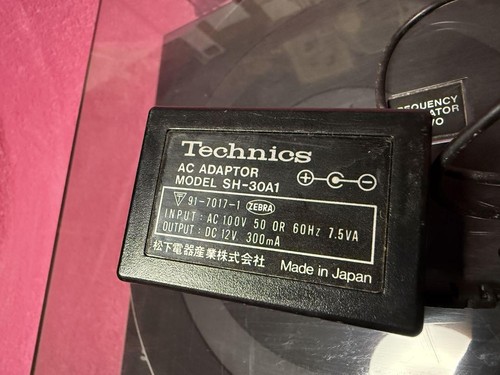 Technics
AC ADAPTOR
MODEL SH-30A1
+ -
91-7017-1 ZEBRA
INPUT: AC 100V 50 OR 60Hz 7.5VA
OUTPUT: DC 12V 300mA
松下電器産業株式会社
Made in Japan